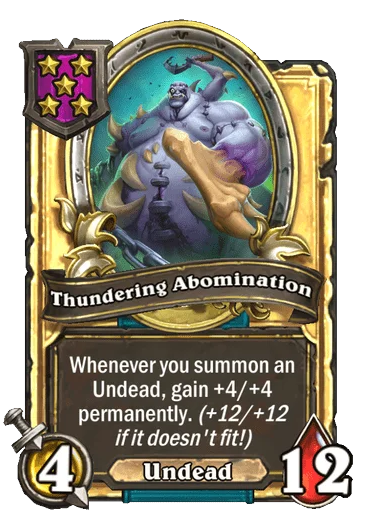 Thundering Abomination
Whenever you summon an
Undead, gain +4/+4
permanently. (+12/+12
if it doesn't fit!)
4
Undead
12